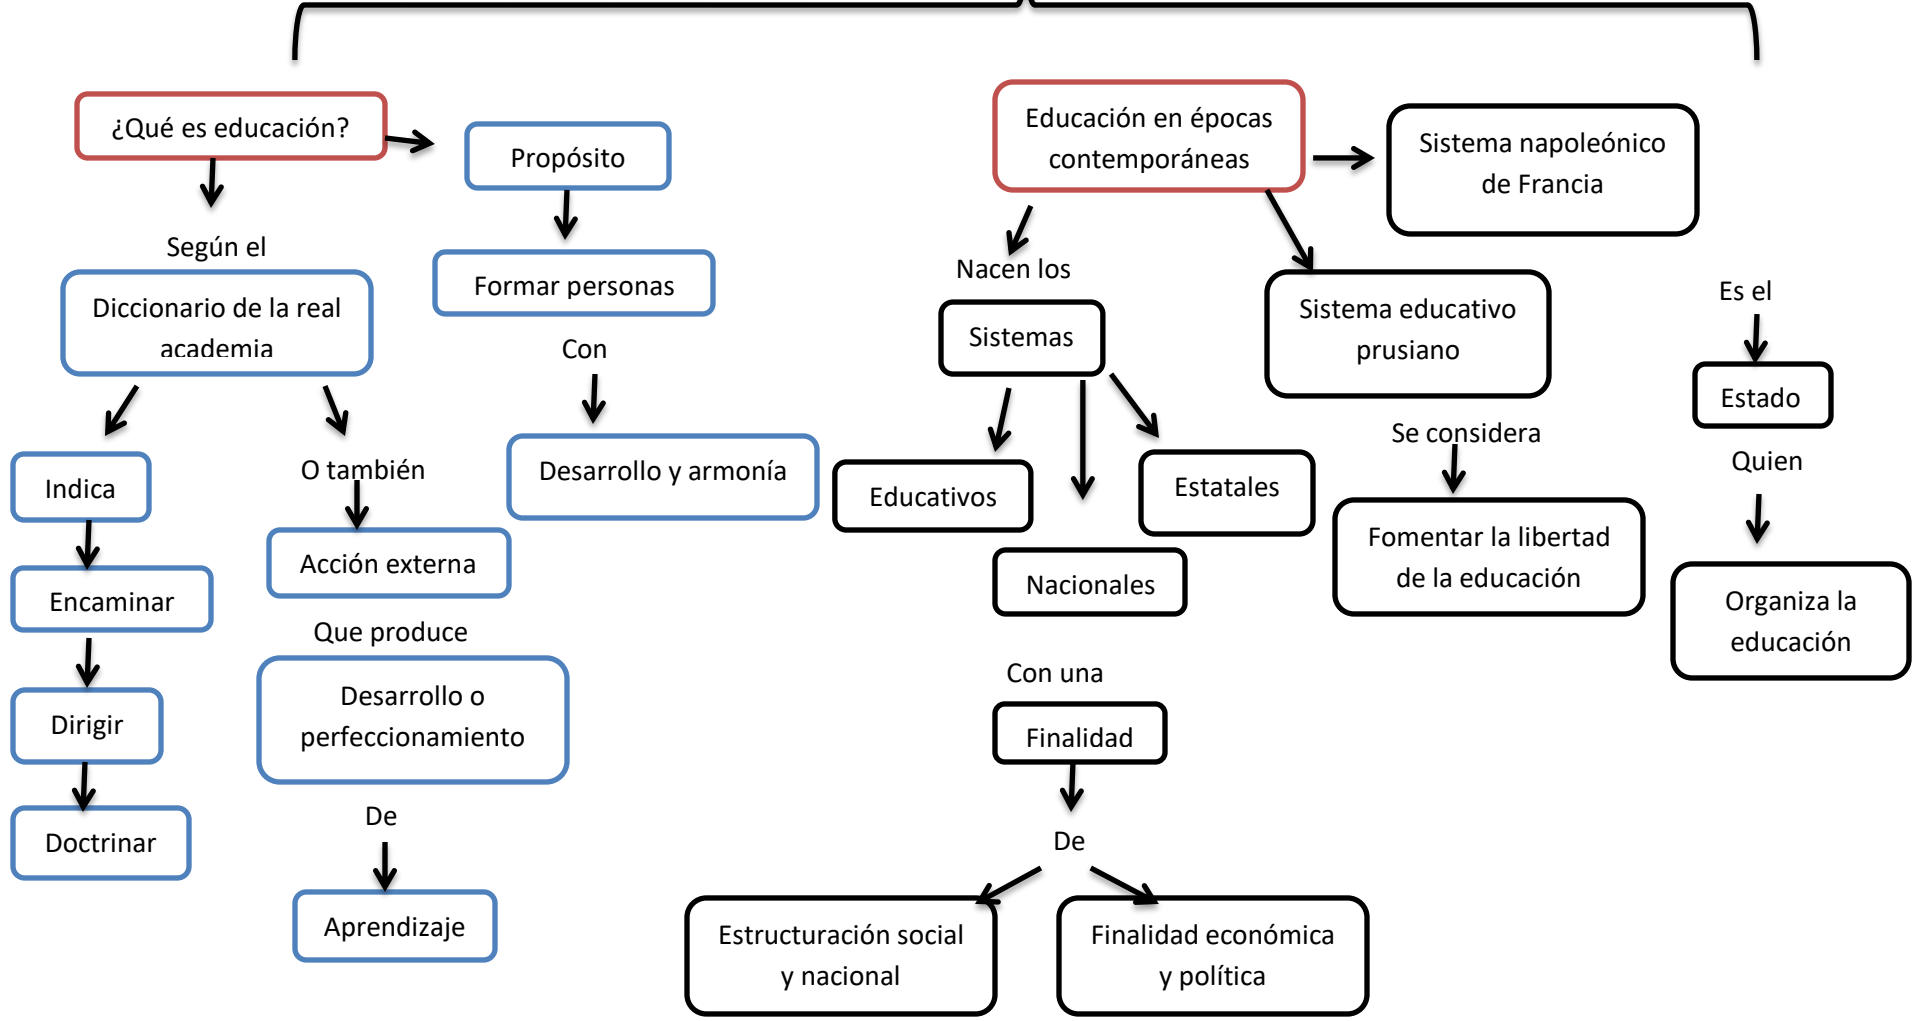 ¿Qué es educación?
Según el
Diccionario de la real
academia
Indica
Encaminar
Dirigir
Doctrinar
O también
Acción externa
Que produce
Desarrollo o
perfeccionamiento
De
Aprendizaje
Propósito
Formar personas
Con
Desarrollo y armonía
Educación en épocas
contemporáneas
Nacen los
Sistemas
Educativos
Nacionales
Estatales
Con una
Finalidad
De
Estructuración social
y nacional
Finalidad económica
y política
Sistema napoleónico
de Francia
Sistema educativo
prusiano
Se considera
Fomentar la libertad
de la educación
Es el
Estado
Quien
Organiza la
educación